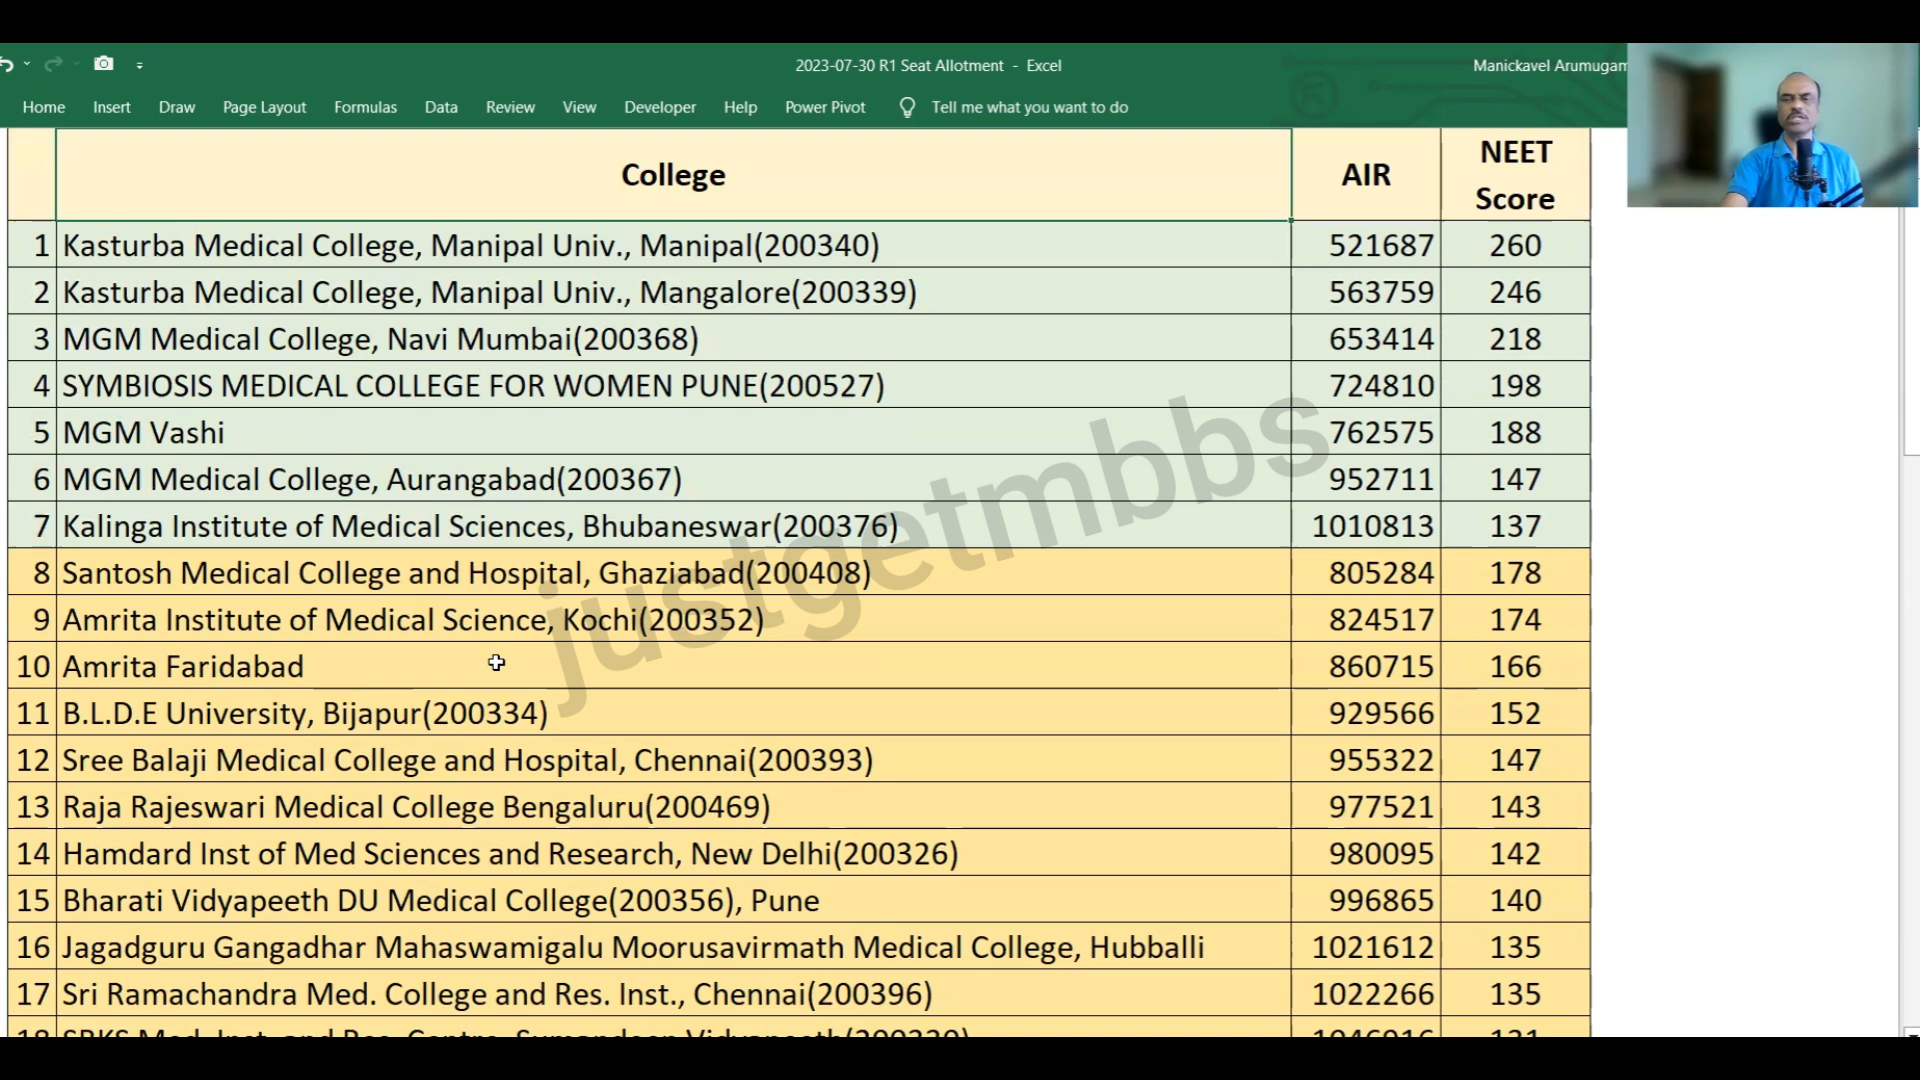 2023-07-30 R1 Seat Allotment - Excel
Manickavel Arumugam
Home Insert Draw Page Layout Formulas Data Review View Developer Help Power Pivot Tell me what you want to do
College AIR NEET Score
1 Kasturba Medical College, Manipal Univ., Manipal(200340) 521687 260
2 Kasturba Medical College, Manipal Univ., Mangalore(200339) 563759 246
3 MGM Medical College, Navi Mumbai(200368) 653414 218
4 SYMBIOSIS MEDICAL COLLEGE FOR WOMEN PUNE(200527) 724810 198
5 MGM Vashi 762575 188
6 MGM Medical College, Aurangabad(200367) 952711 147
7 Kalinga Institute of Medical Sciences, Bhubaneswar(200376) 1010813 137
8 Santosh Medical College and Hospital, Ghaziabad(200408) 805284 178
9 Amrita Institute of Medical Science, Kochi(200352) 824517 174
10 Amrita Faridabad 860715 166
11 B.L.D.E University, Bijapur(200334) 929566 152
12 Sree Balaji Medical College and Hospital, Chennai(200393) 955322 147
13 Raja Rajeswari Medical College Bengaluru(200469) 977521 143
14 Hamdard Inst of Med Sciences and Research, New Delhi(200326) 980095 142
15 Bharati Vidyapeeth DU Medical College(200356), Pune 996865 140
16 Jagadguru Gangadhar Mahaswamigalu Moorusavirmath Medical College, Hubballi 1021612 135
17 Sri Ramachandra Med. College and Res. Inst., Chennai(200396) 1022266 135
justgetmbbs